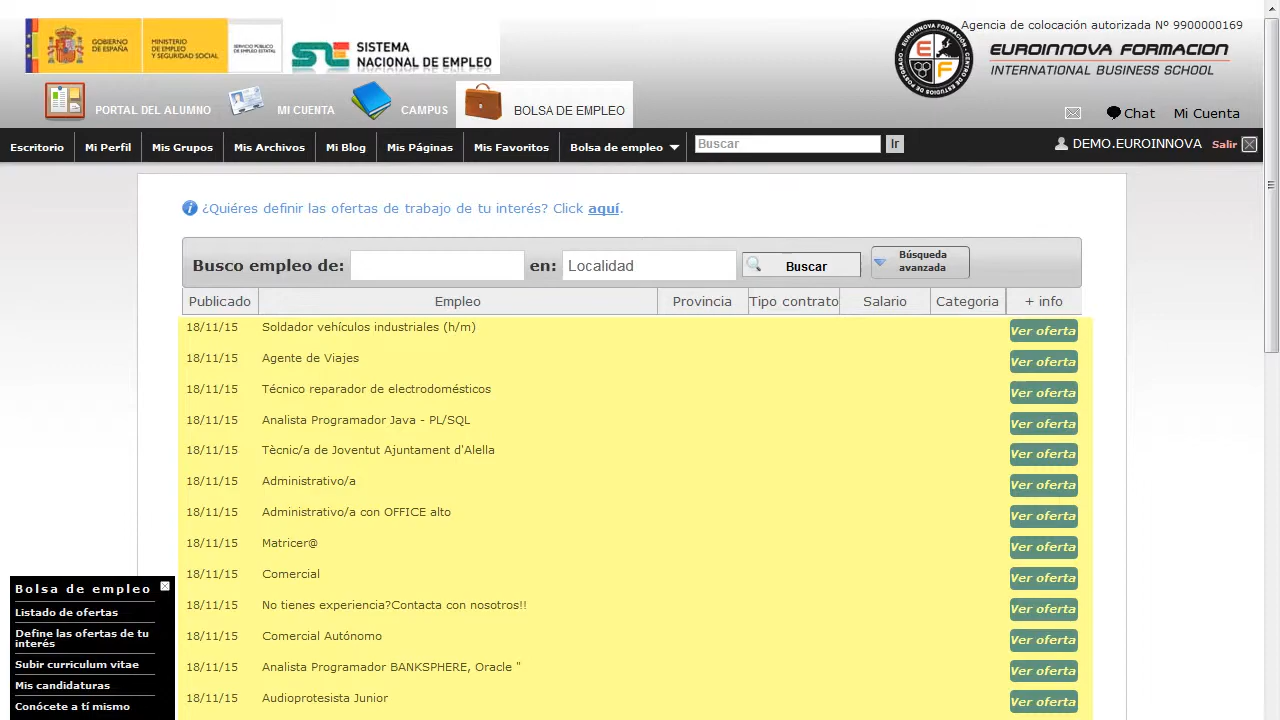 Agencia de colocación autorizada Nº 9900000169
GOBIERNO DE ESPAÑA
MINISTERIO DE EMPLEO Y SEGURIDAD SOCIAL
SERVICIO PÚBLICO DE EMPLEO ESTATAL
SISTEMA NACIONAL DE EMPLEO
EUROINNOVA FORMACIÓN
EF
EUROINNOVA FORMACION
INTERNATIONAL BUSINESS SCHOOL
PORTAL DEL ALUMNO MI CUENTA CAMPUS BOLSA DE EMPLEO
Chat Mi Cuenta
Escritorio Mi Perfil Mis Grupos Mis Archivos Mi Blog Mis Páginas Mis Favoritos Bolsa de empleo Buscar Ir DEMO.EUROINNOVA Salir
¿Quiéres definir las ofertas de trabajo de tu interés? Click aquí.
Busco empleo de: en: Localidad Buscar Búsqueda avanzada
Publicado Empleo Provincia Tipo contrato Salario Categoria + info
18/11/15 Soldador vehículos industriales (h/m) Ver oferta
18/11/15 Agente de Viajes Ver oferta
18/11/15 Técnico reparador de electrodomésticos Ver oferta
18/11/15 Analista Programador Java - PL/SQL Ver oferta
18/11/15 Tècnic/a de Joventut Ajuntament d'Alella Ver oferta
18/11/15 Administrativo/a Ver oferta
18/11/15 Administrativo/a con OFFICE alto Ver oferta
18/11/15 Matricer@ Ver oferta
18/11/15 Comercial Ver oferta
18/11/15 No tienes experiencia?Contacta con nosotros!! Ver oferta
18/11/15 Comercial Autónomo Ver oferta
18/11/15 Analista Programador BANKSPHERE, Oracle " Ver oferta
18/11/15 Audioprotesista Junior Ver oferta
Bolsa de empleo
Listado de ofertas
Define las ofertas de tu
interés
Subir curriculum vitae
Mis candidaturas
Conócete a tí mismo